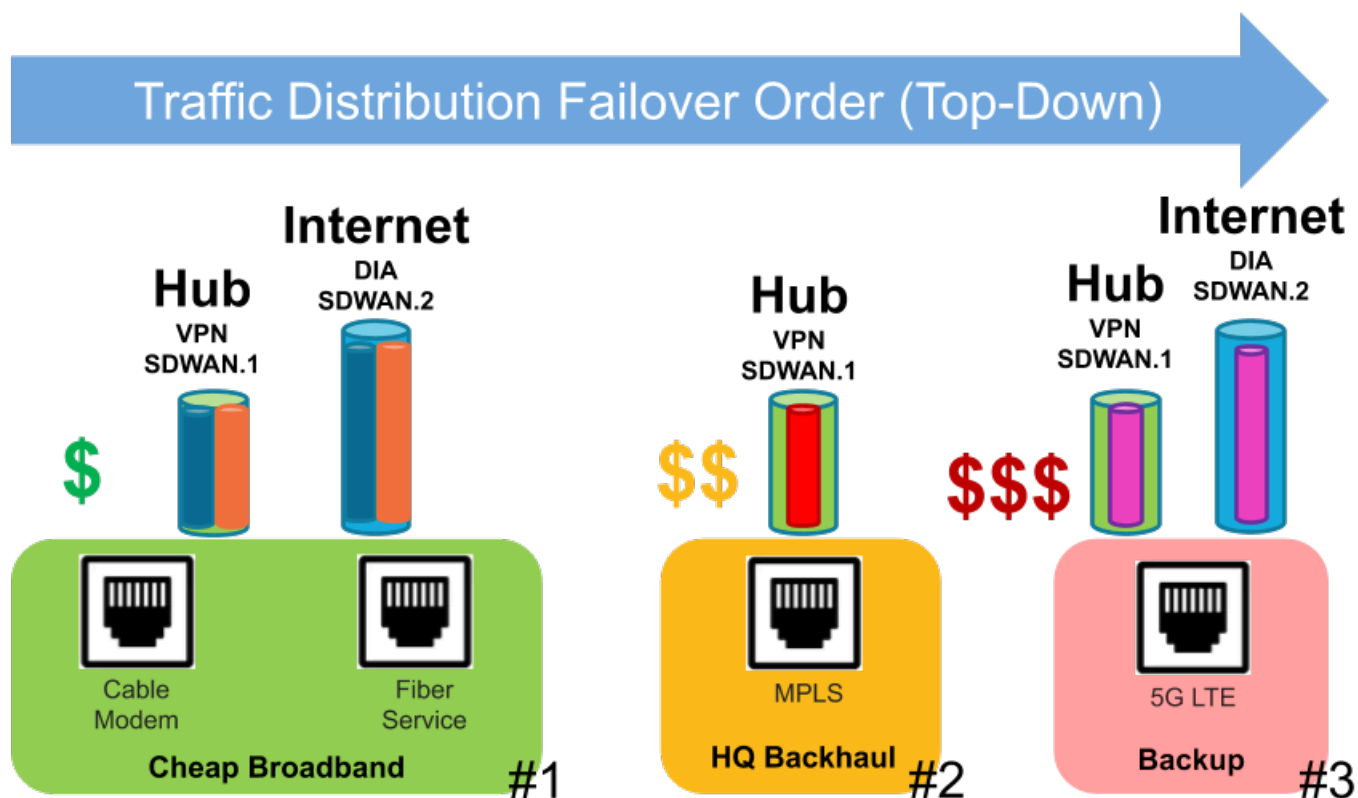 Traffic Distribution Failover Order (Top-Down)
Hub
VPN
SDWAN.1
Internet
DIA
SDWAN.2
Hub
VPN
SDWAN.1
Hub
VPN
SDWAN.1
Internet
DIA
SDWAN.2
$
$$
$$$
Cable
Modem
Fiber
Service
Cheap Broadband
#1
MPLS
HQ Backhaul
#2
5G LTE
Backup
#3